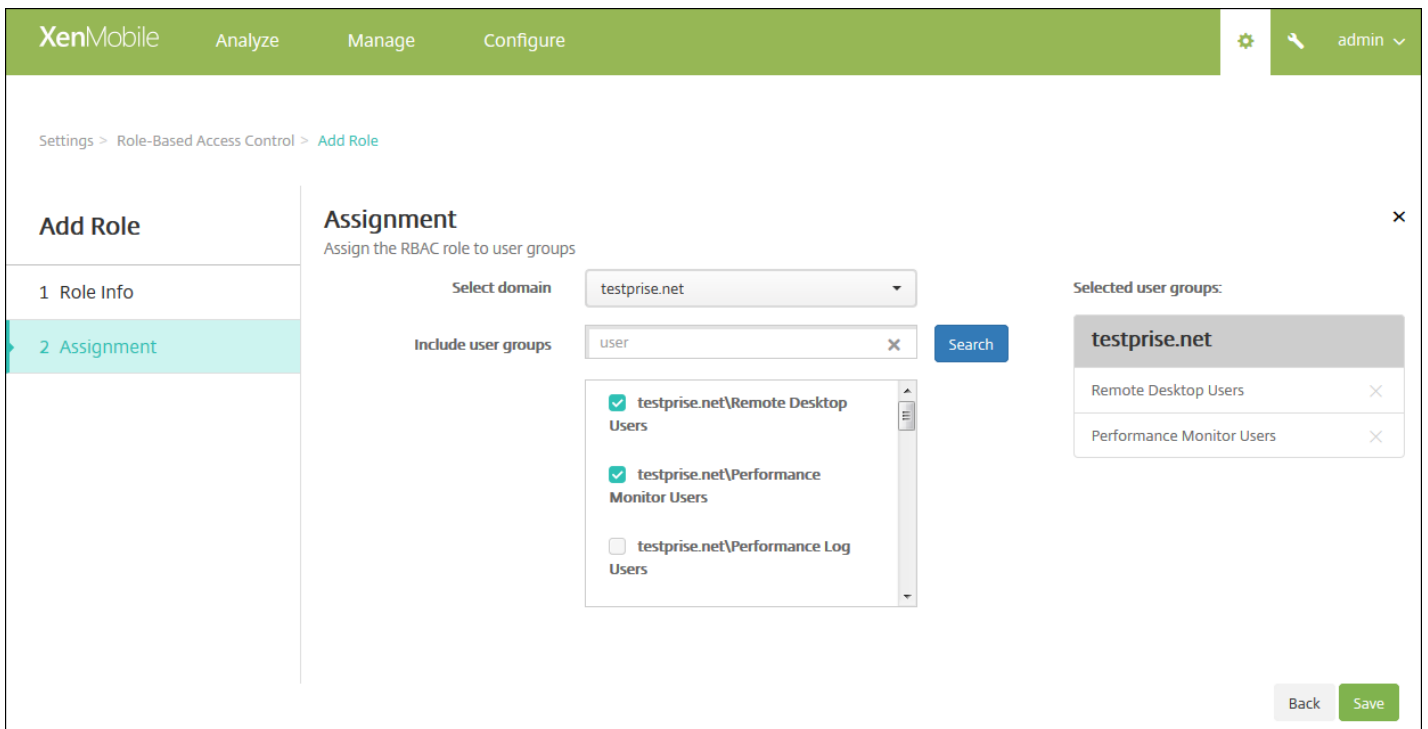 XenMobile Analyze Manage Configure admin
Settings > Role-Based Access Control > Add Role
Add Role
1 Role Info
2 Assignment
Assignment
Assign the RBAC role to user groups
Select domain testprise.net
Include user groups user Search
testprise.net\Remote Desktop
Users
testprise.net\Performance
Monitor Users
testprise.net\Performance Log
Users
Selected user groups:
testprise.net
Remote Desktop Users
Performance Monitor Users
Back Save